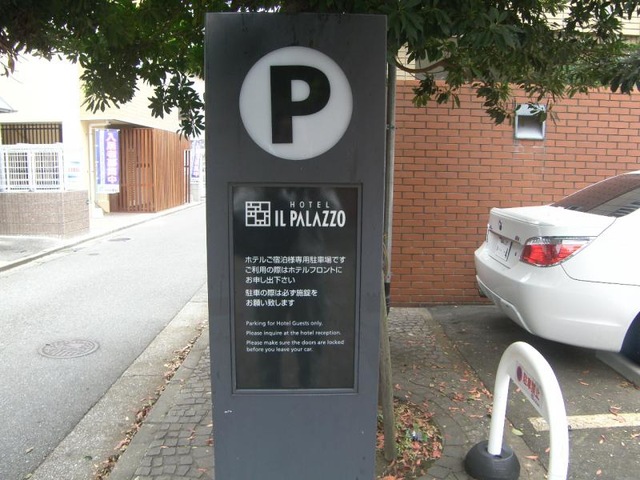 P
HOTEL
IL PALAZZO
ホテルご宿泊様専用駐車場です
ご利用の際はホテルフロントに
お申し出下さい
駐車の際は必ず施錠を
お願い致します
Parking for Hotel Guests only.
Please inquire at the hotel reception.
Please make sure the doors are locked
before you leave your car.